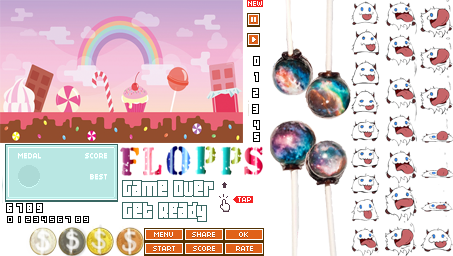 NEW
0
1
2
3
4
5
MEDAL SCORE
BEST
FLOPPS
Game Over
Get Ready
TAP
6789
0123456789
$ $ $ $
MENU SHARE OK
START SCORE RATE